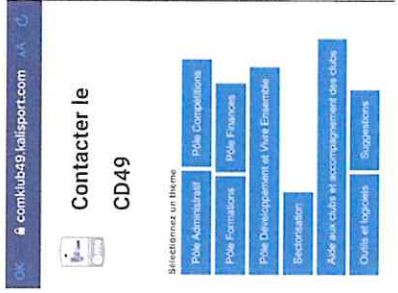 OK comklub49.kalisport.com AA
Contacter le
CD49
Sélectionnez un thème
Pôle Administratif Pôle Compétitions
Pôle Formations Pôle Finances
Pôle Développement et Vivre Ensemble
Sectorisation
Aide aux clubs et accompagnement des clubs
Outils et logiciels Suggestions